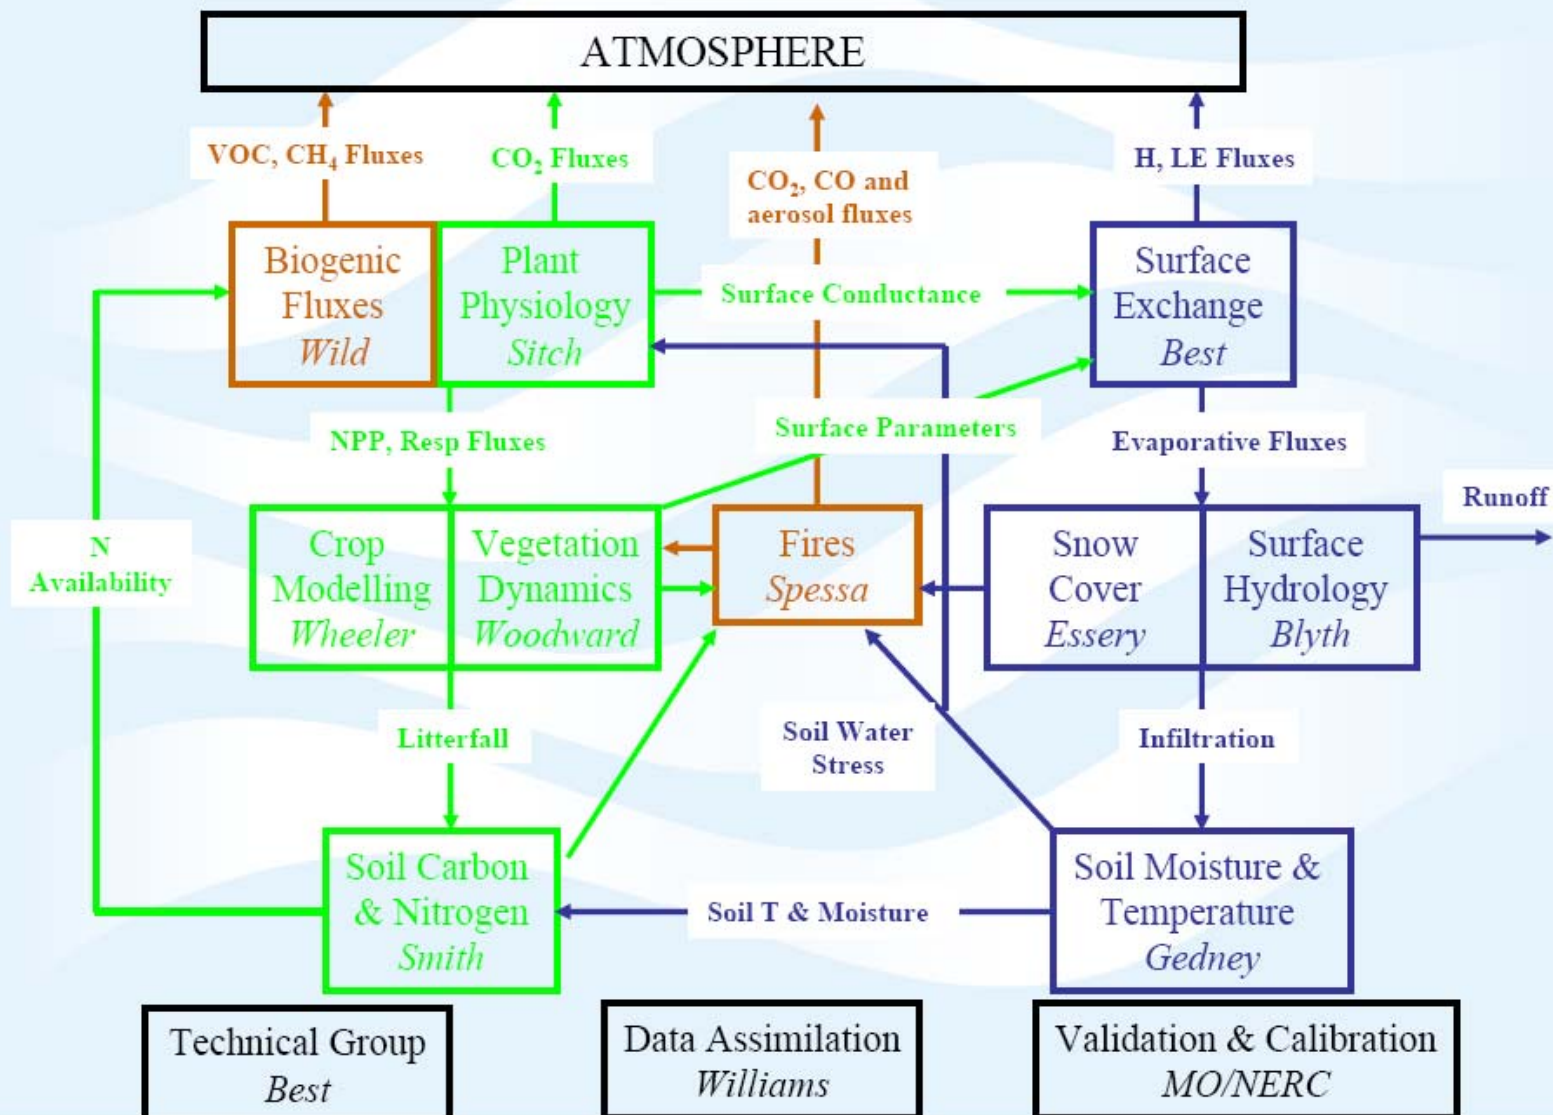 ATMOSPHERE
VOC, CH₄ Fluxes
CO₂ Fluxes
CO₂, CO and
aerosol fluxes
H, LE Fluxes
Biogenic
Fluxes
Wild
Plant
Physiology
Sitch
Surface Conductance
Surface
Exchange
Best
NPP, Resp Fluxes
Surface Parameters
Evaporative Fluxes
Runoff
N
Availability
Crop
Modelling
Wheeler
Vegetation
Dynamics
Woodward
Fires
Spessa
Snow
Cover
Essery
Surface
Hydrology
Blyth
Litterfall
Soil Water
Stress
Infiltration
Soil Carbon
& Nitrogen
Smith
Soil T & Moisture
Soil Moisture &
Temperature
Gedney
Technical Group
Best
Data Assimilation
Williams
Validation & Calibration
MO/NERC